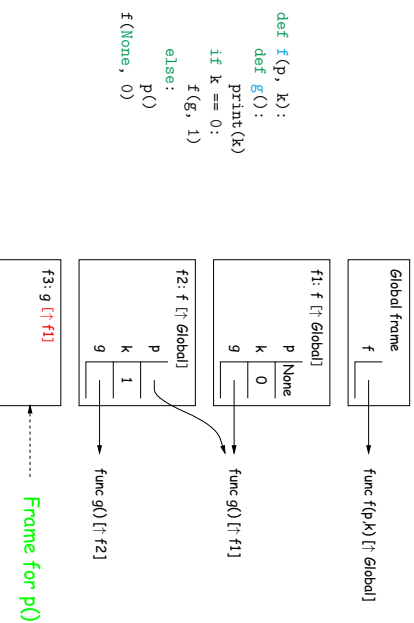 def f(p, k):
def g():
print(k)
if k == 0:
f(g, 1)
else:
p()
f(None, 0)
Global frame
f
func f(p,k) [↑ Global]
f1: f [↑ Global]
p None
k 0
g
func g() [↑ f1]
f2: f [↑ Global]
p
k 1
g
func g() [↑ f2]
f3: g [↑ f1]
Frame for p()